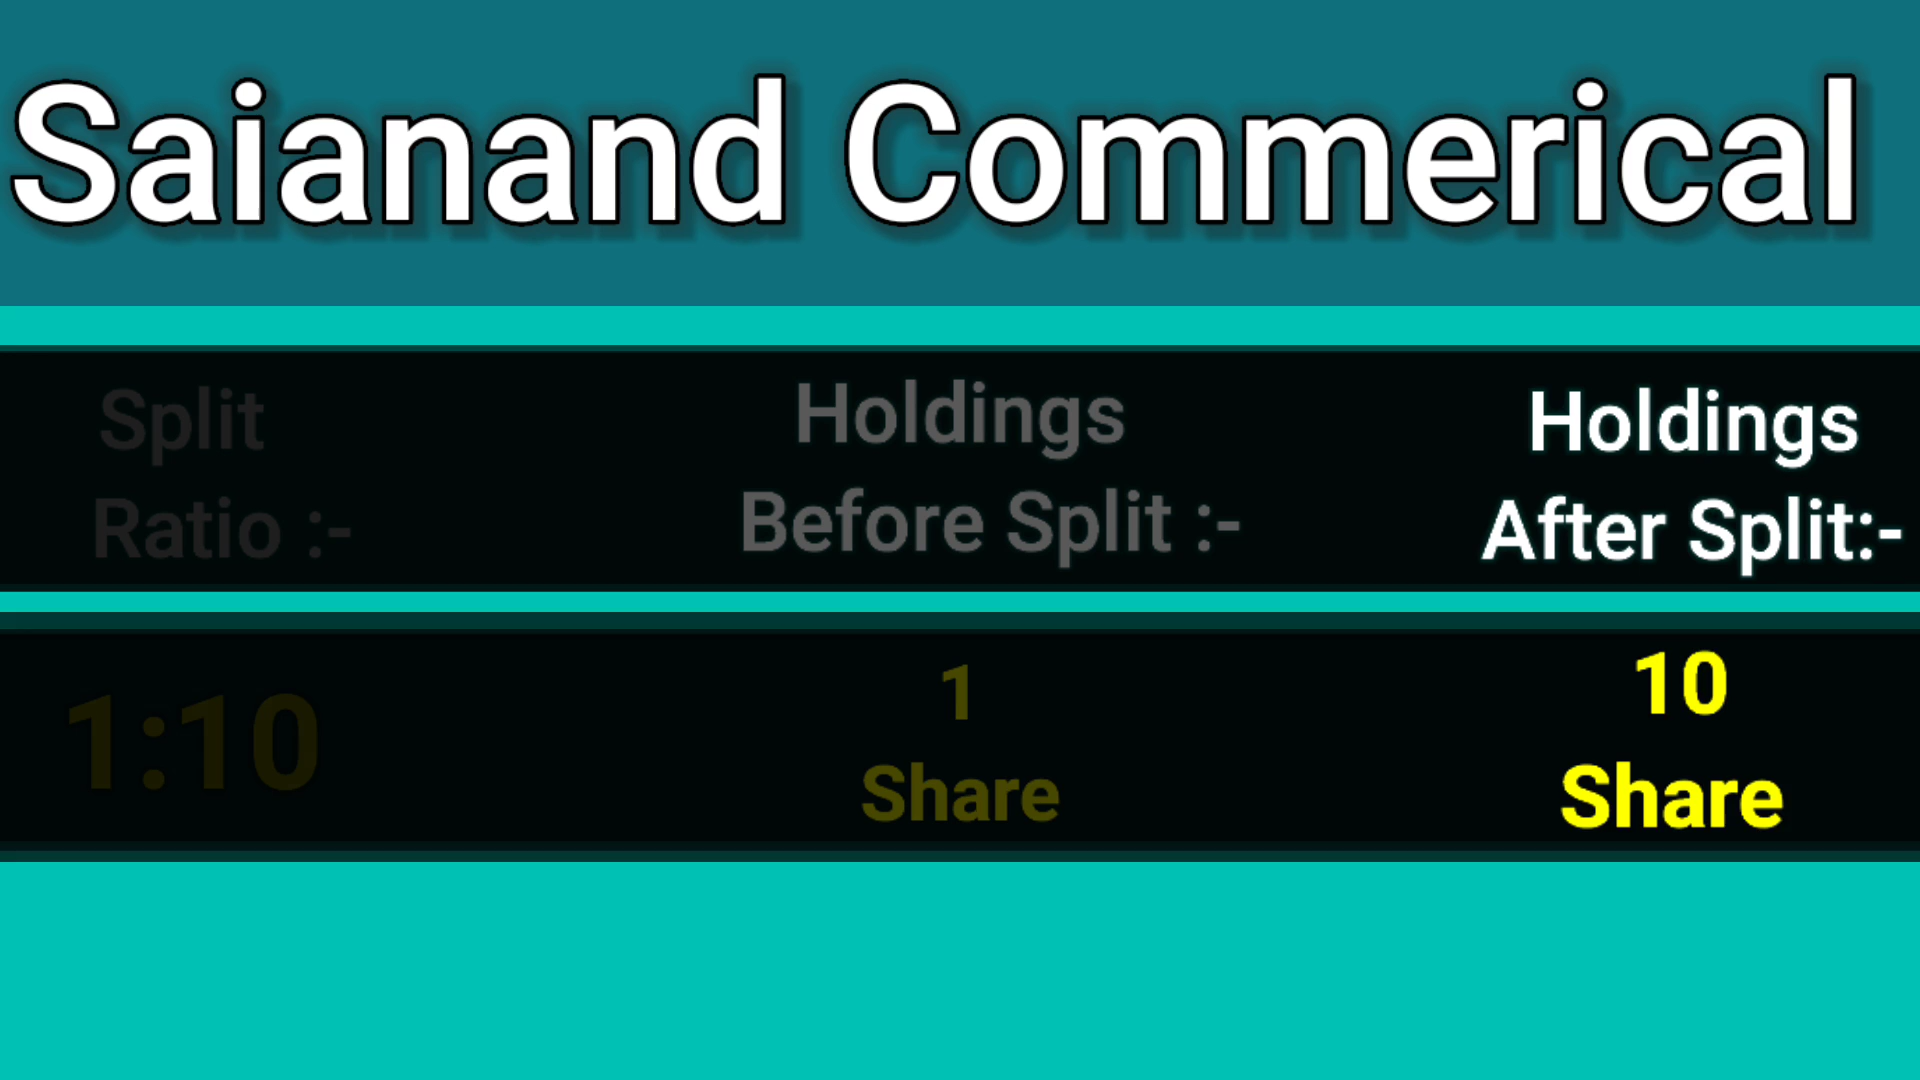 Saianand Commerical
Split
Ratio :-
Holdings
Before Split :-
Holdings
After Split:-
1:10
1
Share
10
Share